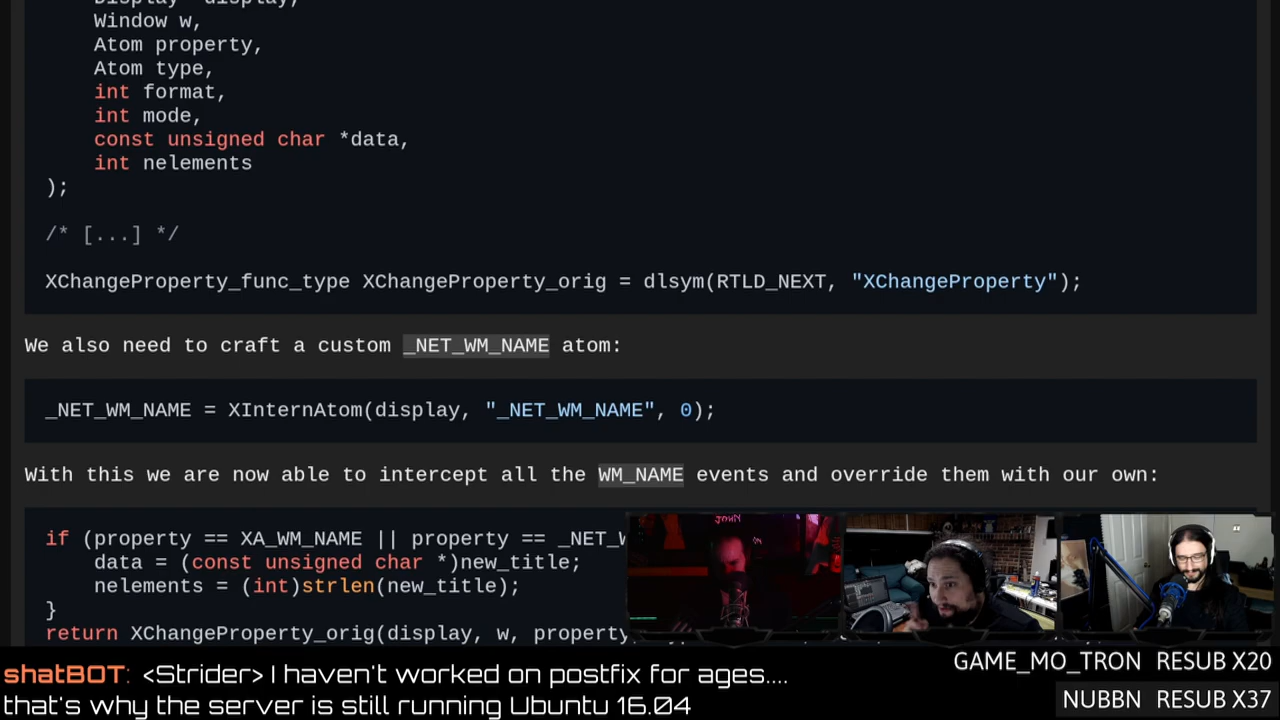 Display *display,
Window w,
Atom property,
Atom type,
int format,
int mode,
const unsigned char *data,
int nelements
);
/* [...] */
XChangeProperty_func_type XChangeProperty_orig = dlsym(RTLD_NEXT, "XChangeProperty");
We also need to craft a custom _NET_WM_NAME atom:
_NET_WM_NAME = XInternAtom(display, "_NET_WM_NAME", 0);
With this we are now able to intercept all the WM_NAME events and override them with our own:
if (property == XA_WM_NAME || property == _NET_W
data = (const unsigned char *)new_title;
nelements = (int)strlen(new_title);
}
return XChangeProperty_orig(display, w, property,
shatBOT: <Strider> I haven't worked on postfix for ages....
that's why the server is still running Ubuntu 16.04
GAME_MO_TRON RESUB X20
NUBBN RESUB X37